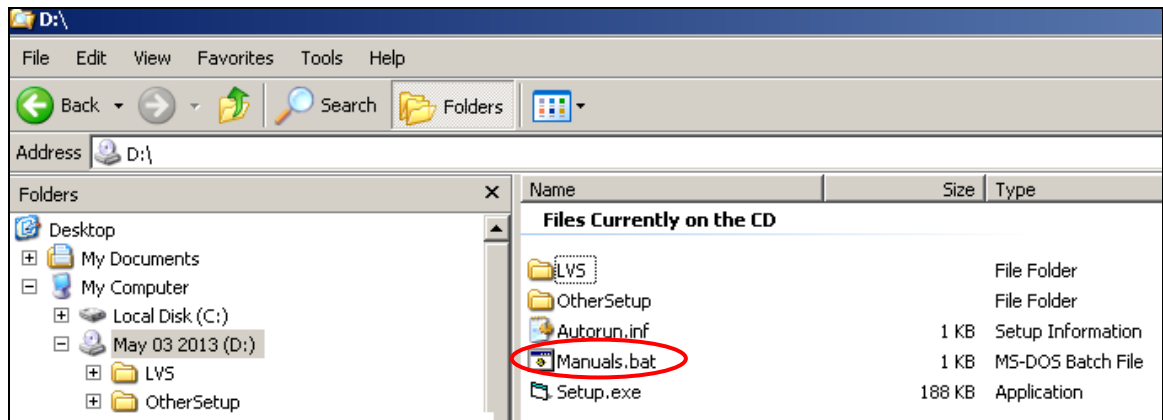 D:\
File Edit View Favorites Tools Help
Back Search Folders
Address D:\
Folders x Name Size Type
Files Currently on the CD
Desktop
My Documents
My Computer
Local Disk (C:)
May 03 2013 (D:)
LVS
OtherSetup
LVS File Folder
OtherSetup File Folder
Autorun.inf 1 KB Setup Information
Manuals.bat 1 KB MS-DOS Batch File
Setup.exe 188 KB Application